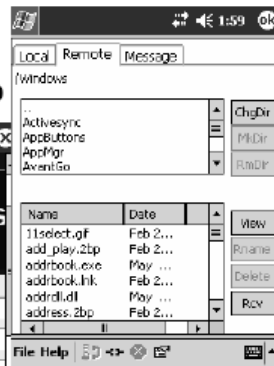 1:59 ok
Local Remote Message
/Windows
..
Activesync
AppButtons
AppMgr
AvantGo
ChgDir
MkDir
RmDir
Name Date
11select.gif Feb 2...
add_play.2bp Feb 2...
addrbook.exe May ...
addrbook.lnk Feb 2...
addrdll.dll May ...
address.2bp Feb 2...
View
Rname
Delete
Rcv
File Help